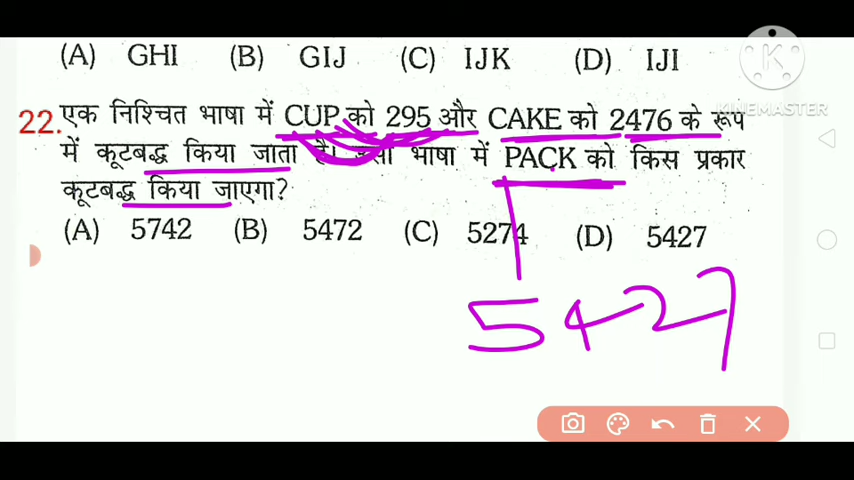 (A) GHI (B) GIJ (C) IJK (D) IJI
22. एक निश्चित भाषा में CUP को 295 और CAKE को 2476 के रूप
में कूटबद्ध किया जाता है। भाषा में PACK को किस प्रकार
कूटबद्ध किया जाएगा?
(A) 5742 (B) 5472 (C) 5274 (D) 5427
5427
K
KINEMASTER